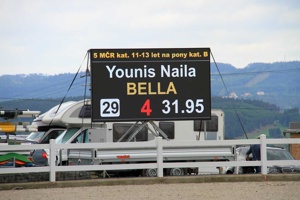 5 MČR kat. 11-13 let na pony kat. B
Younis Naila
BELLA
29 4 31.95